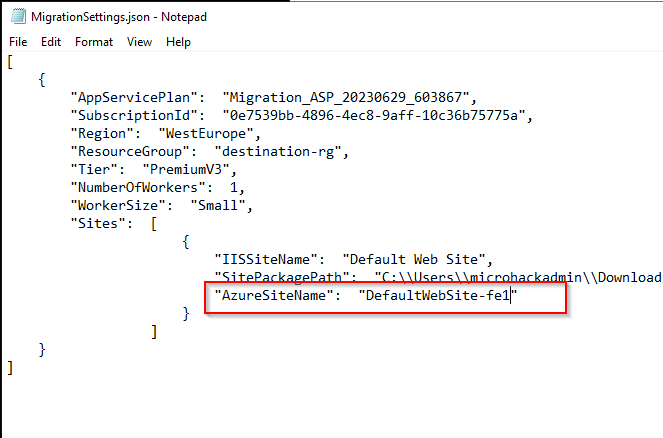 MigrationSettings.json - Notepad
File Edit Format View Help
[
{
"AppServicePlan": "Migration_ASP_20230629_603867",
"SubscriptionId": "0e7539bb-4896-4ec8-9aff-10c36b75775a",
"Region": "WestEurope",
"ResourceGroup": "destination-rg",
"Tier": "PremiumV3",
"NumberOfWorkers": 1,
"WorkerSize": "Small",
"Sites": [
{
"IISSiteName": "Default Web Site",
"SitePackagePath": "C:\\Users\\microhackadmin\\Download
"AzureSiteName": "DefaultWebSite-fe1"
}
]
}
]